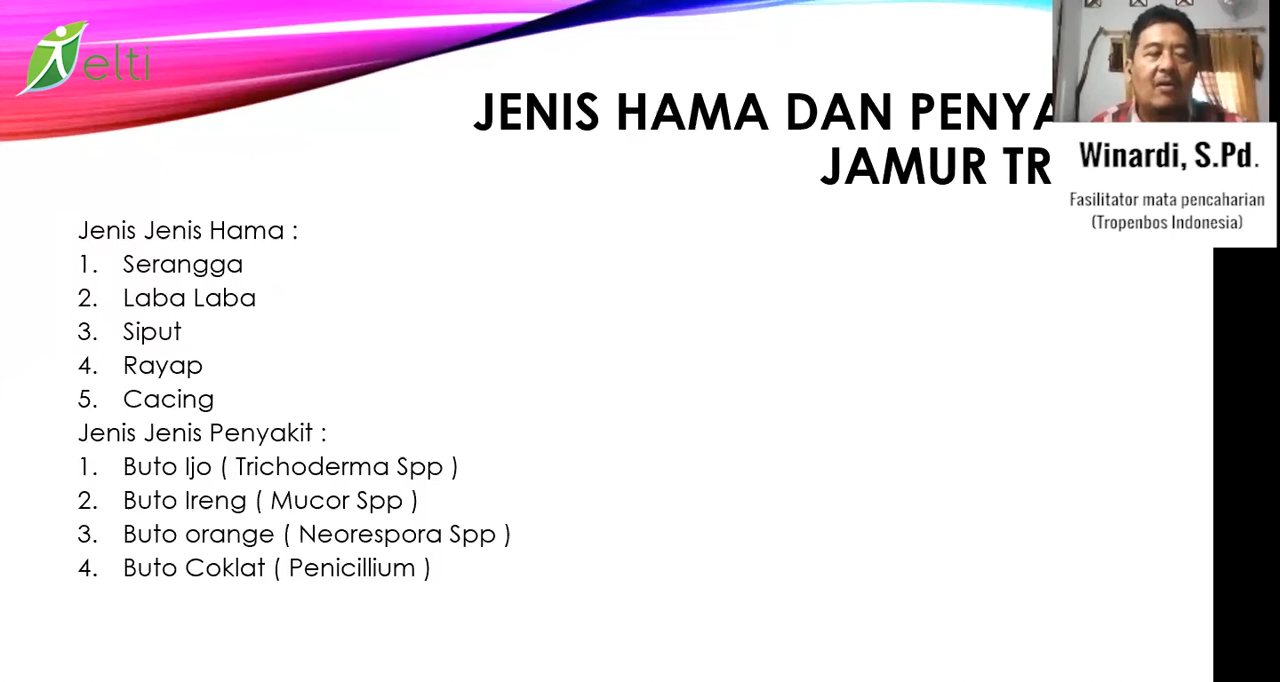 elti
JENIS HAMA DAN
JAMUR
Winardi, S.Pd.
Fasilitator mata pencaharian
(Tropenbos Indonesia)
Jenis Jenis Hama :
1. Serangga
2. Laba Laba
3. Siput
4. Rayap
5. Cacing
Jenis Jenis Penyakit :
1. Buto Ijo ( Trichoderma Spp )
2. Buto Ireng ( Mucor Spp )
3. Buto orange ( Neorespora Spp )
4. Buto Coklat ( Penicillium )